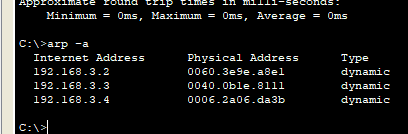 Approximate round trip times in milli-seconds:
Minimum = 0ms, Maximum = 0ms, Average = 0ms
C:\>arp -a
Internet Address Physical Address Type
192.168.3.2 0060.3e9e.a8e1 dynamic
192.168.3.3 0040.0b1e.8111 dynamic
192.168.3.4 0006.2a06.da3b dynamic
C:\>